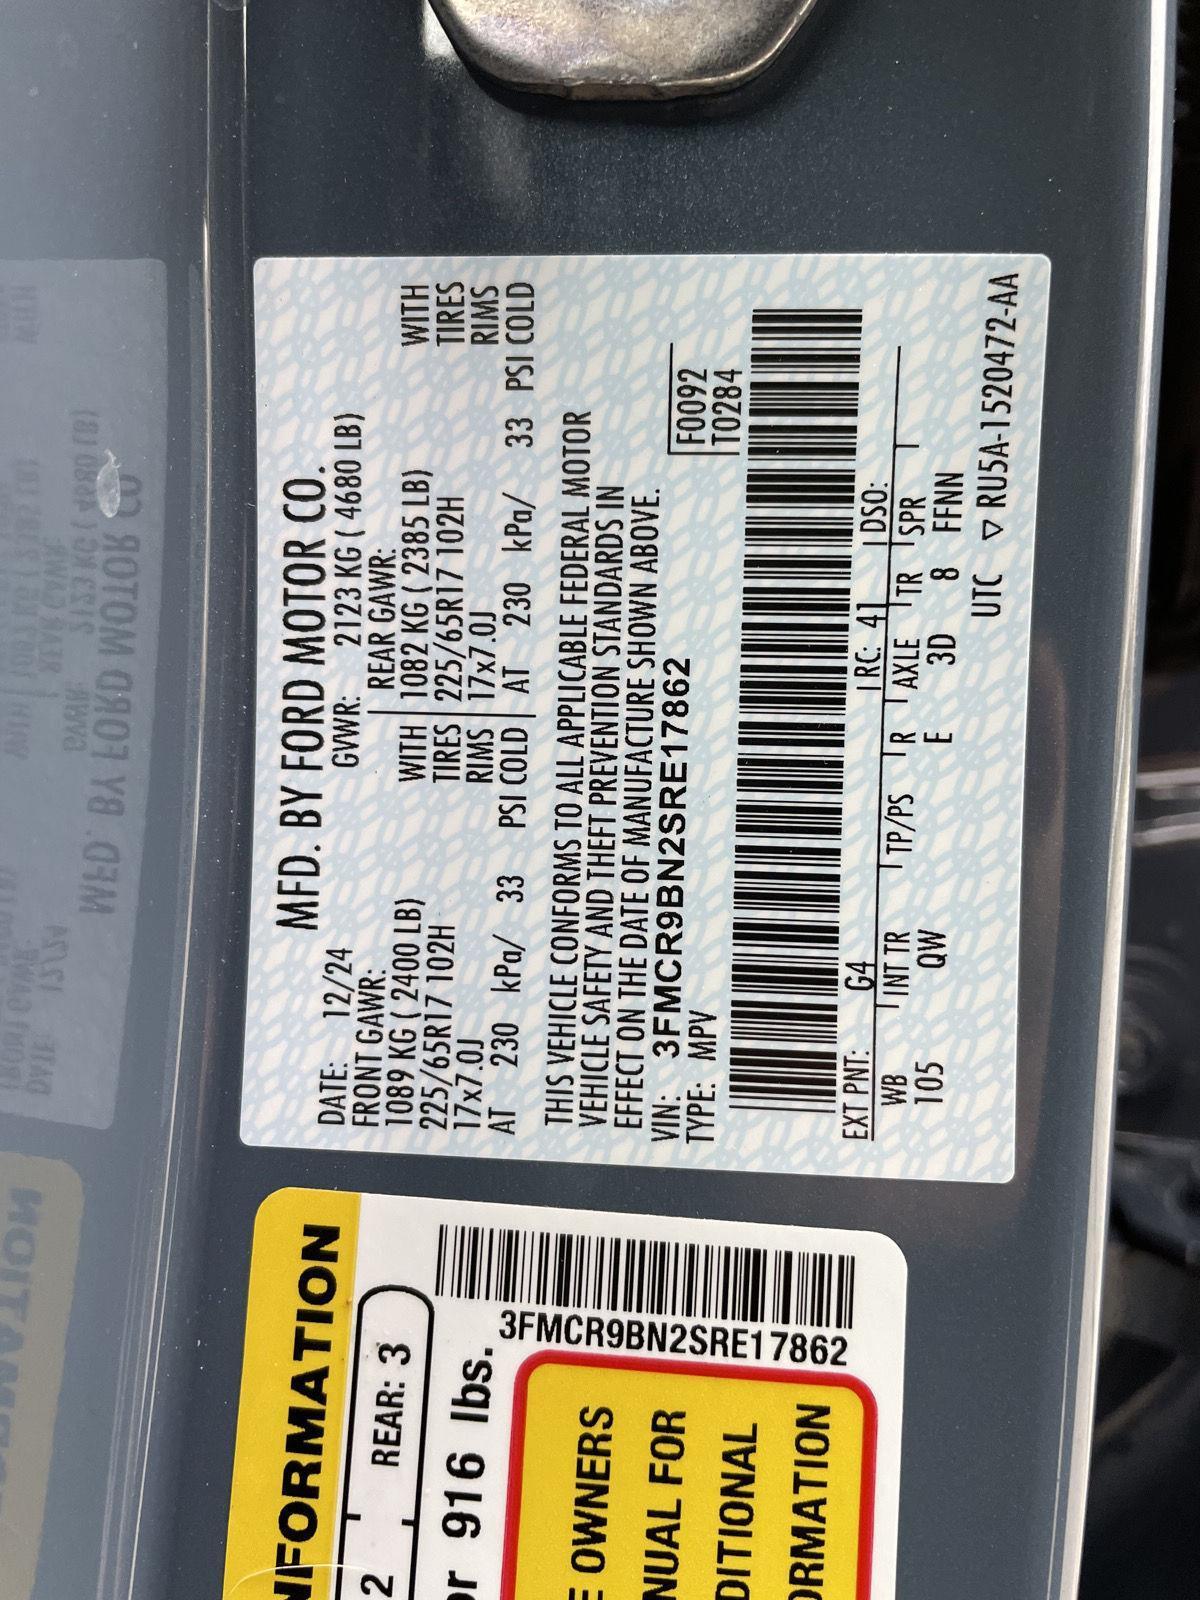 MFD. BY FORD MOTOR CO.
DATE: 12/24 GVWR: 2123 KG ( 4680 LB)
FRONT GAWR: REAR GAWR:
1089 KG ( 2400 LB) WITH 1082 KG ( 2385 LB) WITH
225/65R17 102H TIRES 225/65R17 102H TIRES
17x7.0J RIMS 17x7.0J RIMS
AT 230 kPa/ 33 PSI COLD AT 230 kPa/ 33 PSI COLD
THIS VEHICLE CONFORMS TO ALL APPLICABLE FEDERAL MOTOR
VEHICLE SAFETY AND THEFT PREVENTION STANDARDS IN
EFFECT ON THE DATE OF MANUFACTURE SHOWN ABOVE.
VIN: 3FMCR9BN2SRE17862 F0092
TYPE: MPV T0284
EXT PNT: G4 RC: 41 DSO:
WB INT TR TP/PS R AXLE TR SPR
105 QW E 3D 8 FFNN
UTC ▽ RU5A-1520472-AA
NFORMATION
2 REAR: 3
or 916 lbs.
3FMCR9BN2SRE17862
E OWNERS
NUAL FOR
DITIONAL
ORMATION